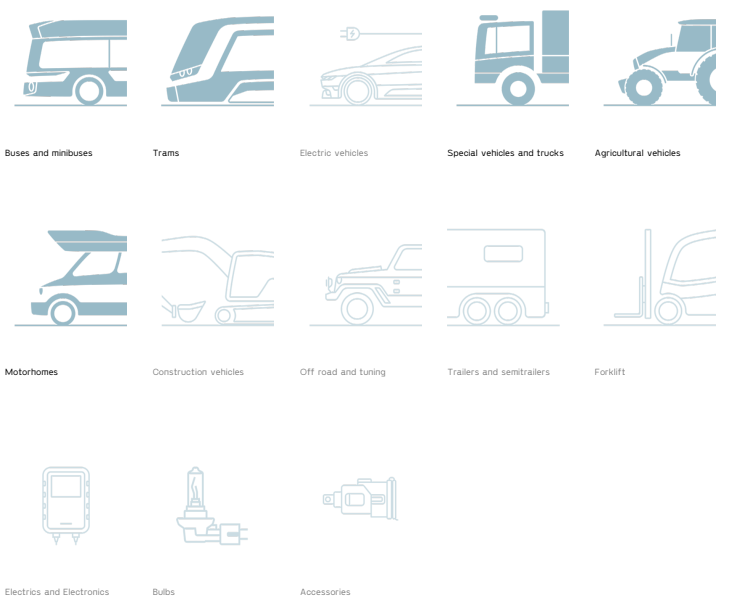 Buses and minibuses
Trams
Electric vehicles
Special vehicles and trucks
Agricultural vehicles
Motorhomes
Construction vehicles
Off road and tuning
Trailers and semitrailers
Forklift
Electrics and Electronics
Bulbs
Accessories